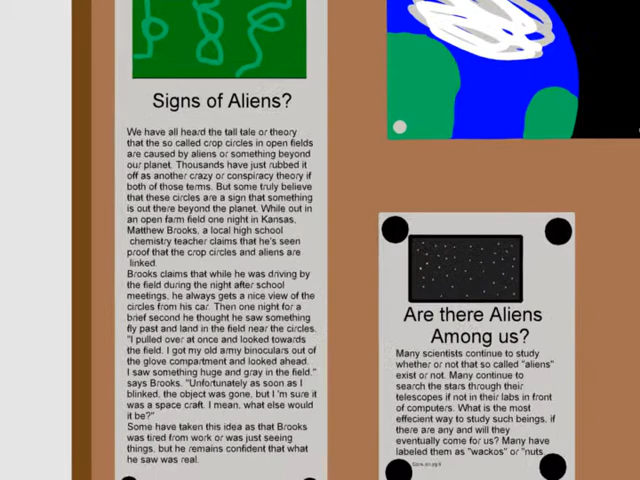 Signs of Aliens?
We have all heard the tall tale or theory
that the so called crop circles in open fields
are caused by aliens or something beyond
our planet. Thousands have just rubbed it
off as another crazy or conspiracy theory if
both of those terms. But some truly believe
that these circles are a sign that something
is out there beyond the planet. While out in
an open farm field one night in Kansas,
Matthew Brooks, a local high school
chemistry teacher claims that he's seen
proof that the crop circles and aliens are
linked.
Brooks claims that while he was driving by
the field during the night after school
meetings, he always gets a nice view of the
circles from his car. Then one night for a
brief second he thought he saw something
fly past and land in the field near the circles.
"I pulled over at once and looked towards
the field. I got my old army binoculars out of
the glove compartment and looked ahead.
I saw something huge and gray in the field."
says Brooks. "Unfortunately as soon as I
blinked, the object was gone, but I 'm sure it
was a space craft. I mean, what else would
it be?"
Some have taken this idea as that Brooks
was tired from work or was just seeing
things, but he remains confident that what
he saw was real.
Are there Aliens
Among us?
Many scientists continue to study
whether or not that so called "aliens"
exist or not. Many continue to
search the stars through their
telescopes if not in their labs in front
of computers. What is the most
effecient way to study such beings, if
there are any and will they
eventually come for us? Many have
labeled them as "wackos" or "nuts